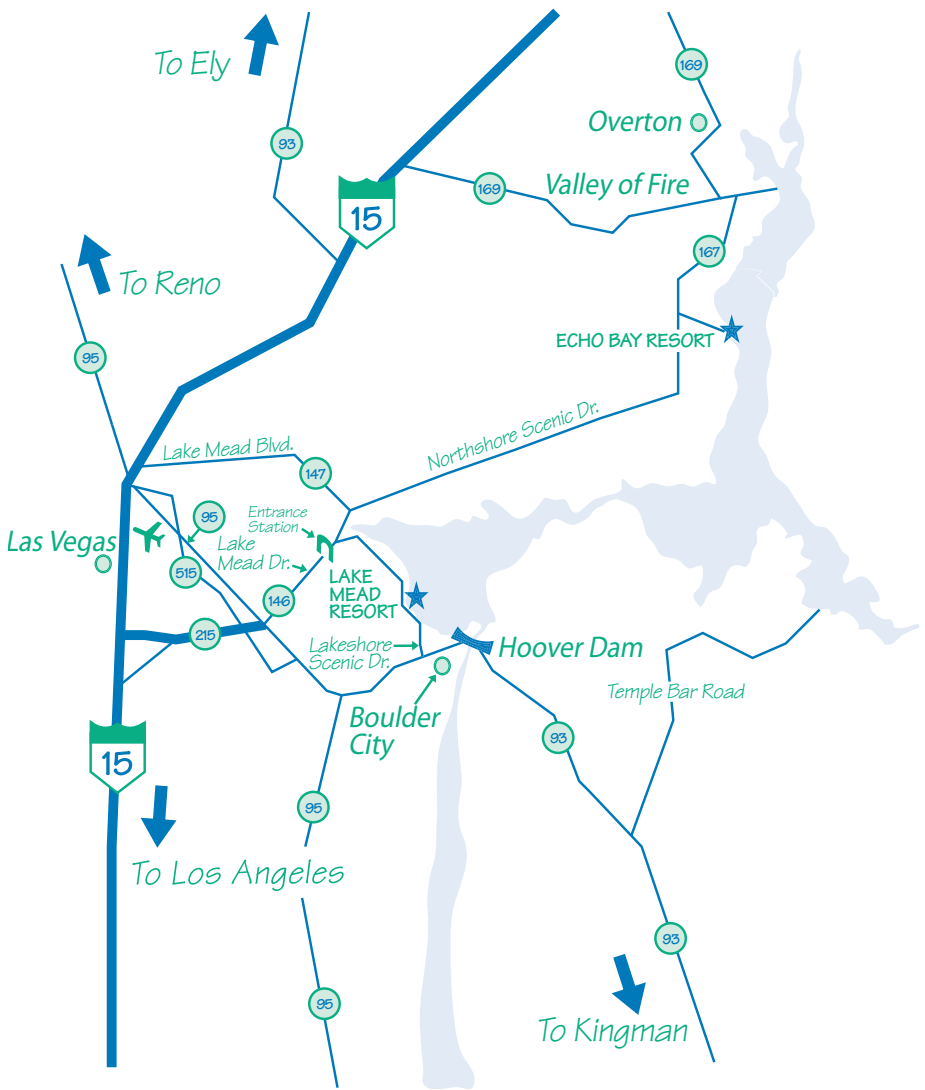 To Ely
93
169
Overton
169
Valley of Fire
15
167
To Reno
95
ECHO BAY RESORT
Northshore Scenic Dr.
Lake Mead Blvd.
147
95
Entrance
Station
Las Vegas
Lake
Mead Dr.
515
146
LAKE
MEAD
RESORT
215
Lakeshore
Scenic Dr.
Hoover Dam
Temple Bar Road
Boulder
City
93
15
95
To Los Angeles
93
95
To Kingman